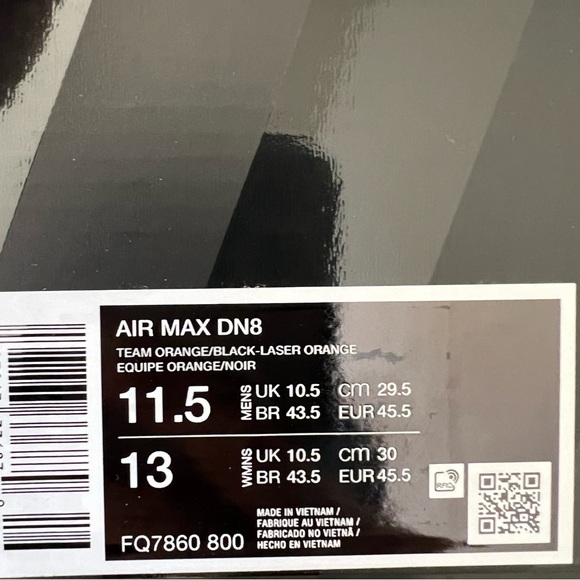 AIR MAX DN8
TEAM ORANGE/BLACK-LASER ORANGE
EQUIPE ORANGE/NOIR
11.5 MENS UK 10.5 CM 29.5
BR 43.5 EUR 45.5
13 WMNS UK 10.5 CM 30
BR 43.5 EUR 45.5
RFID
FQ7860 800
MADE IN VIETNAM /
FABRIQUE AU VIETNAM /
FABRICADO NO VIETNÃ /
HECHO EN VIETNAM